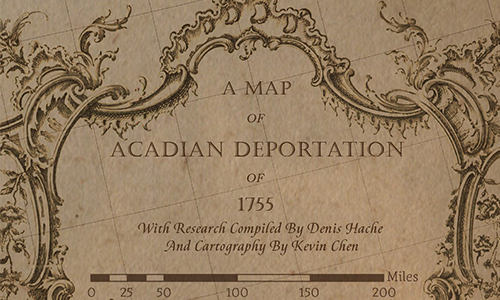 A MAP
OF
ACADIAN DEPORTATION
OF
1755
With Research Compiled By Denis Hache
And Cartography By Kevin Chen
Miles
0 25 50 100 150 200